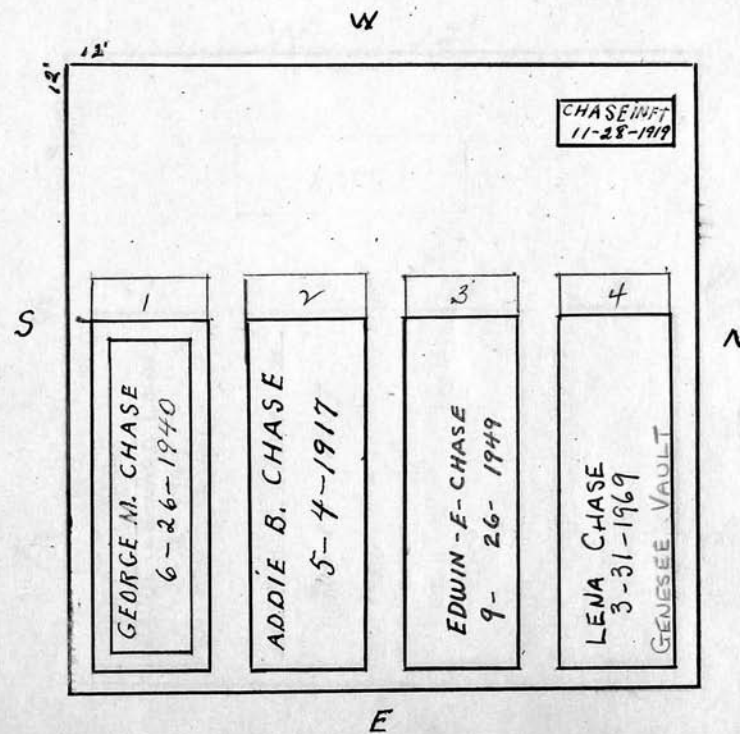 W
12'
12'
CHASE INFT
11-28-1919
S
N
1
2
3
4
GEORGE M. CHASE
6-26-1940
ADDIE B. CHASE
5-4-1917
EDWIN-E-CHASE
9- 26- 1949
LENA CHASE
3-31-1969
GENESEE VAULT
E